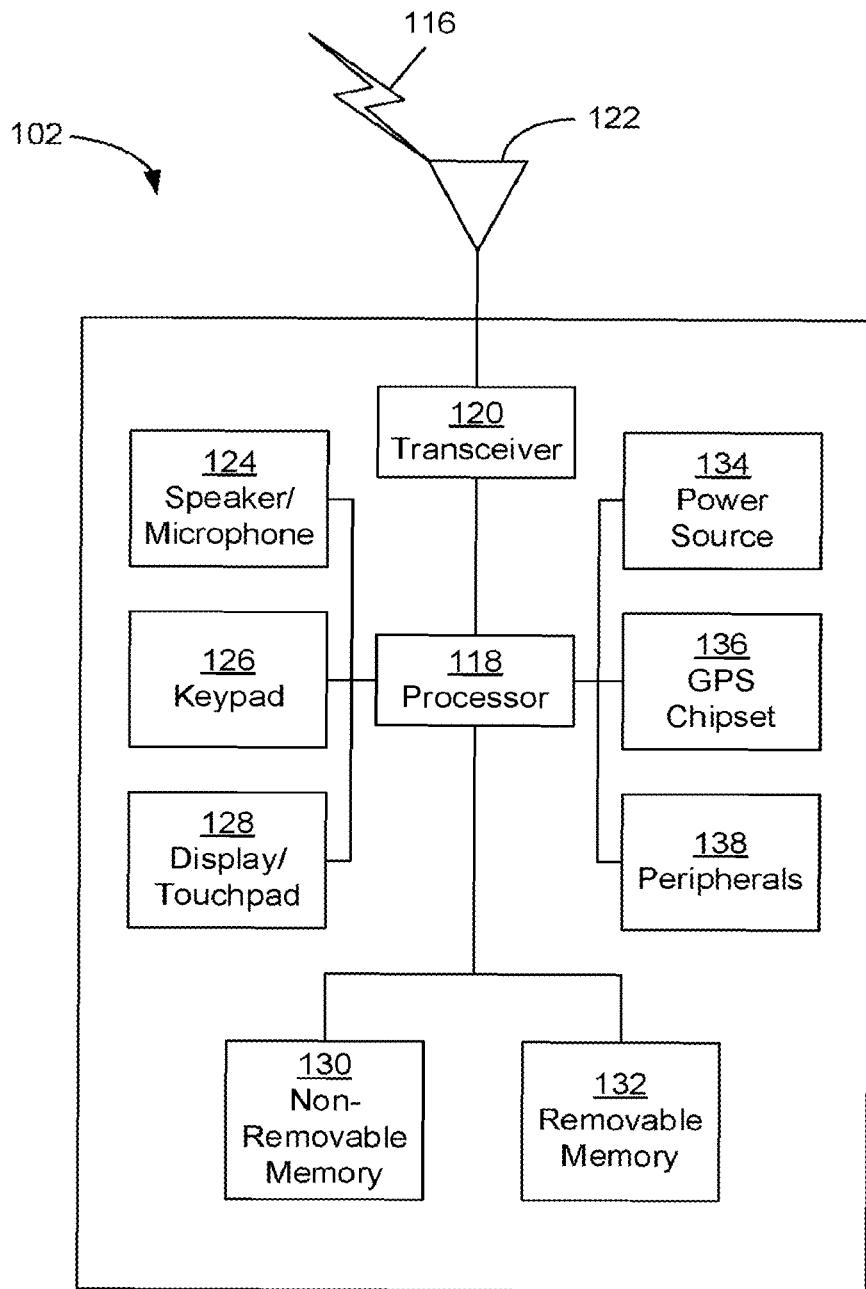 116
102
122
120
Transceiver
124
Speaker/
Microphone
134
Power
Source
126
Keypad
118
Processor
136
GPS
Chipset
128
Display/
Touchpad
138
Peripherals
130
Non-
Removable
Memory
132
Removable
Memory